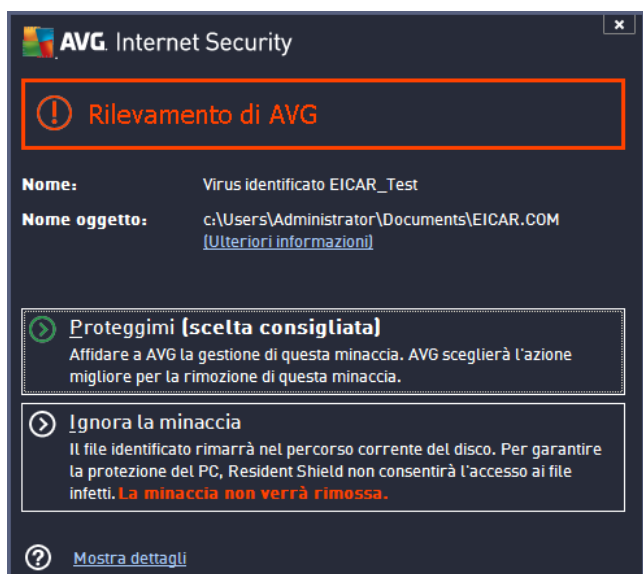 AVG. Internet Security
x
Rilevamento di AVG
Nome: Virus identificato EICAR_Test
Nome oggetto: c:\Users\Administrator\Documents\EICAR.COM
(Ulteriori informazioni)
Proteggimi (scelta consigliata)
Affidare a AVG la gestione di questa minaccia. AVG sceglierà l'azione
migliore per la rimozione di questa minaccia.
Ignora la minaccia
Il file identificato rimarrà nel percorso corrente del disco. Per garantire
la protezione del PC, Resident Shield non consentirà l'accesso ai file
infetti. La minaccia non verrà rimossa.
Mostra dettagli